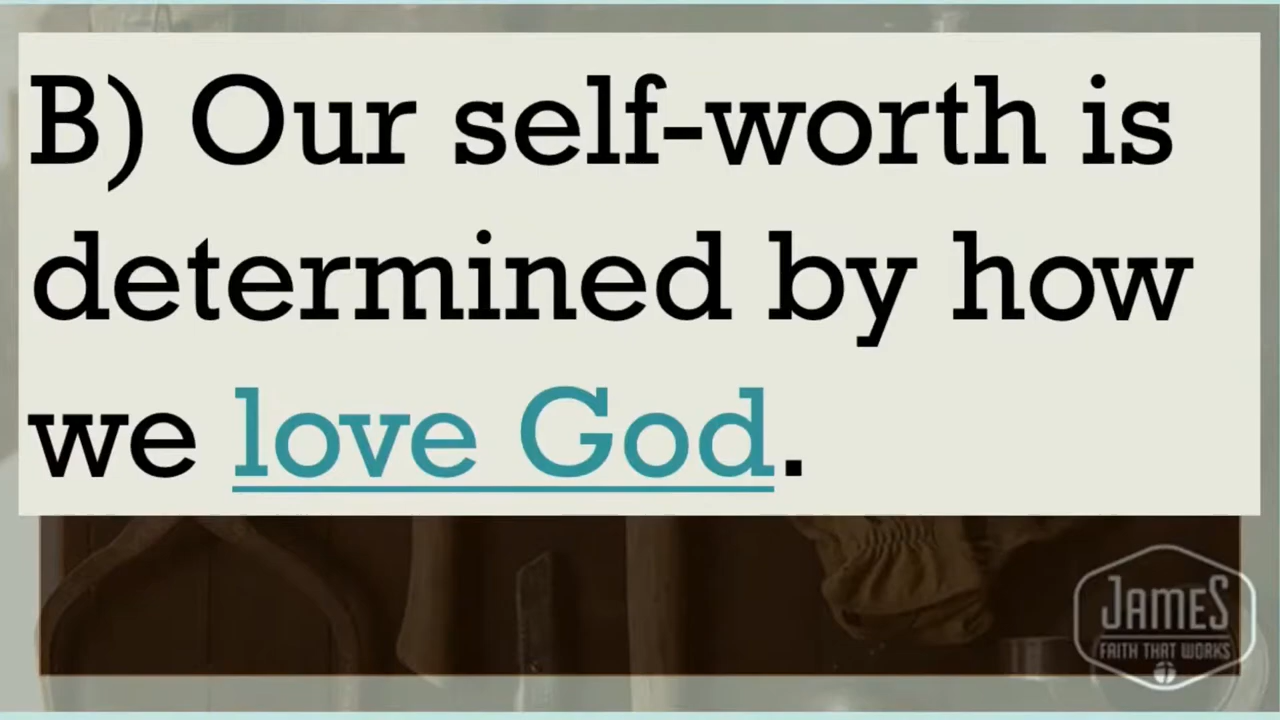 B) Our self-worth is
determined by how
we love God.
JAMES
FAITH THAT WORKS